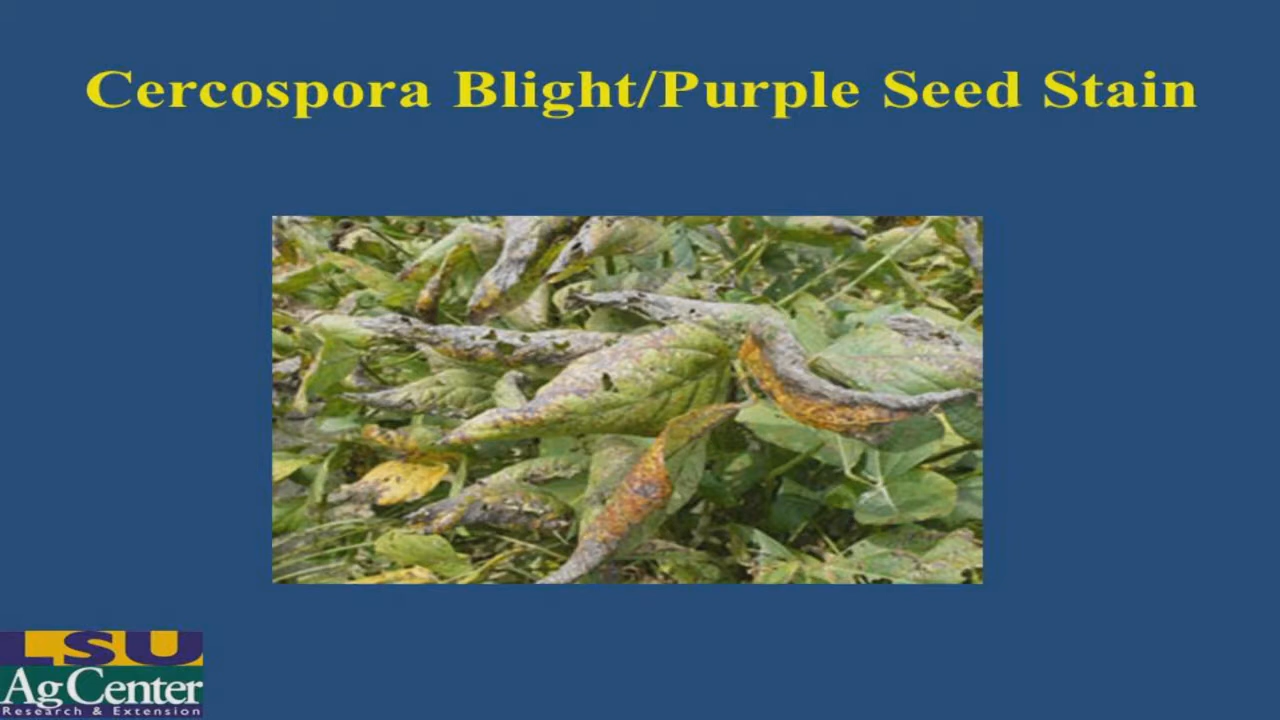 Cercospora Blight/Purple Seed Stain
LSU
AgCenter
Research & Extension